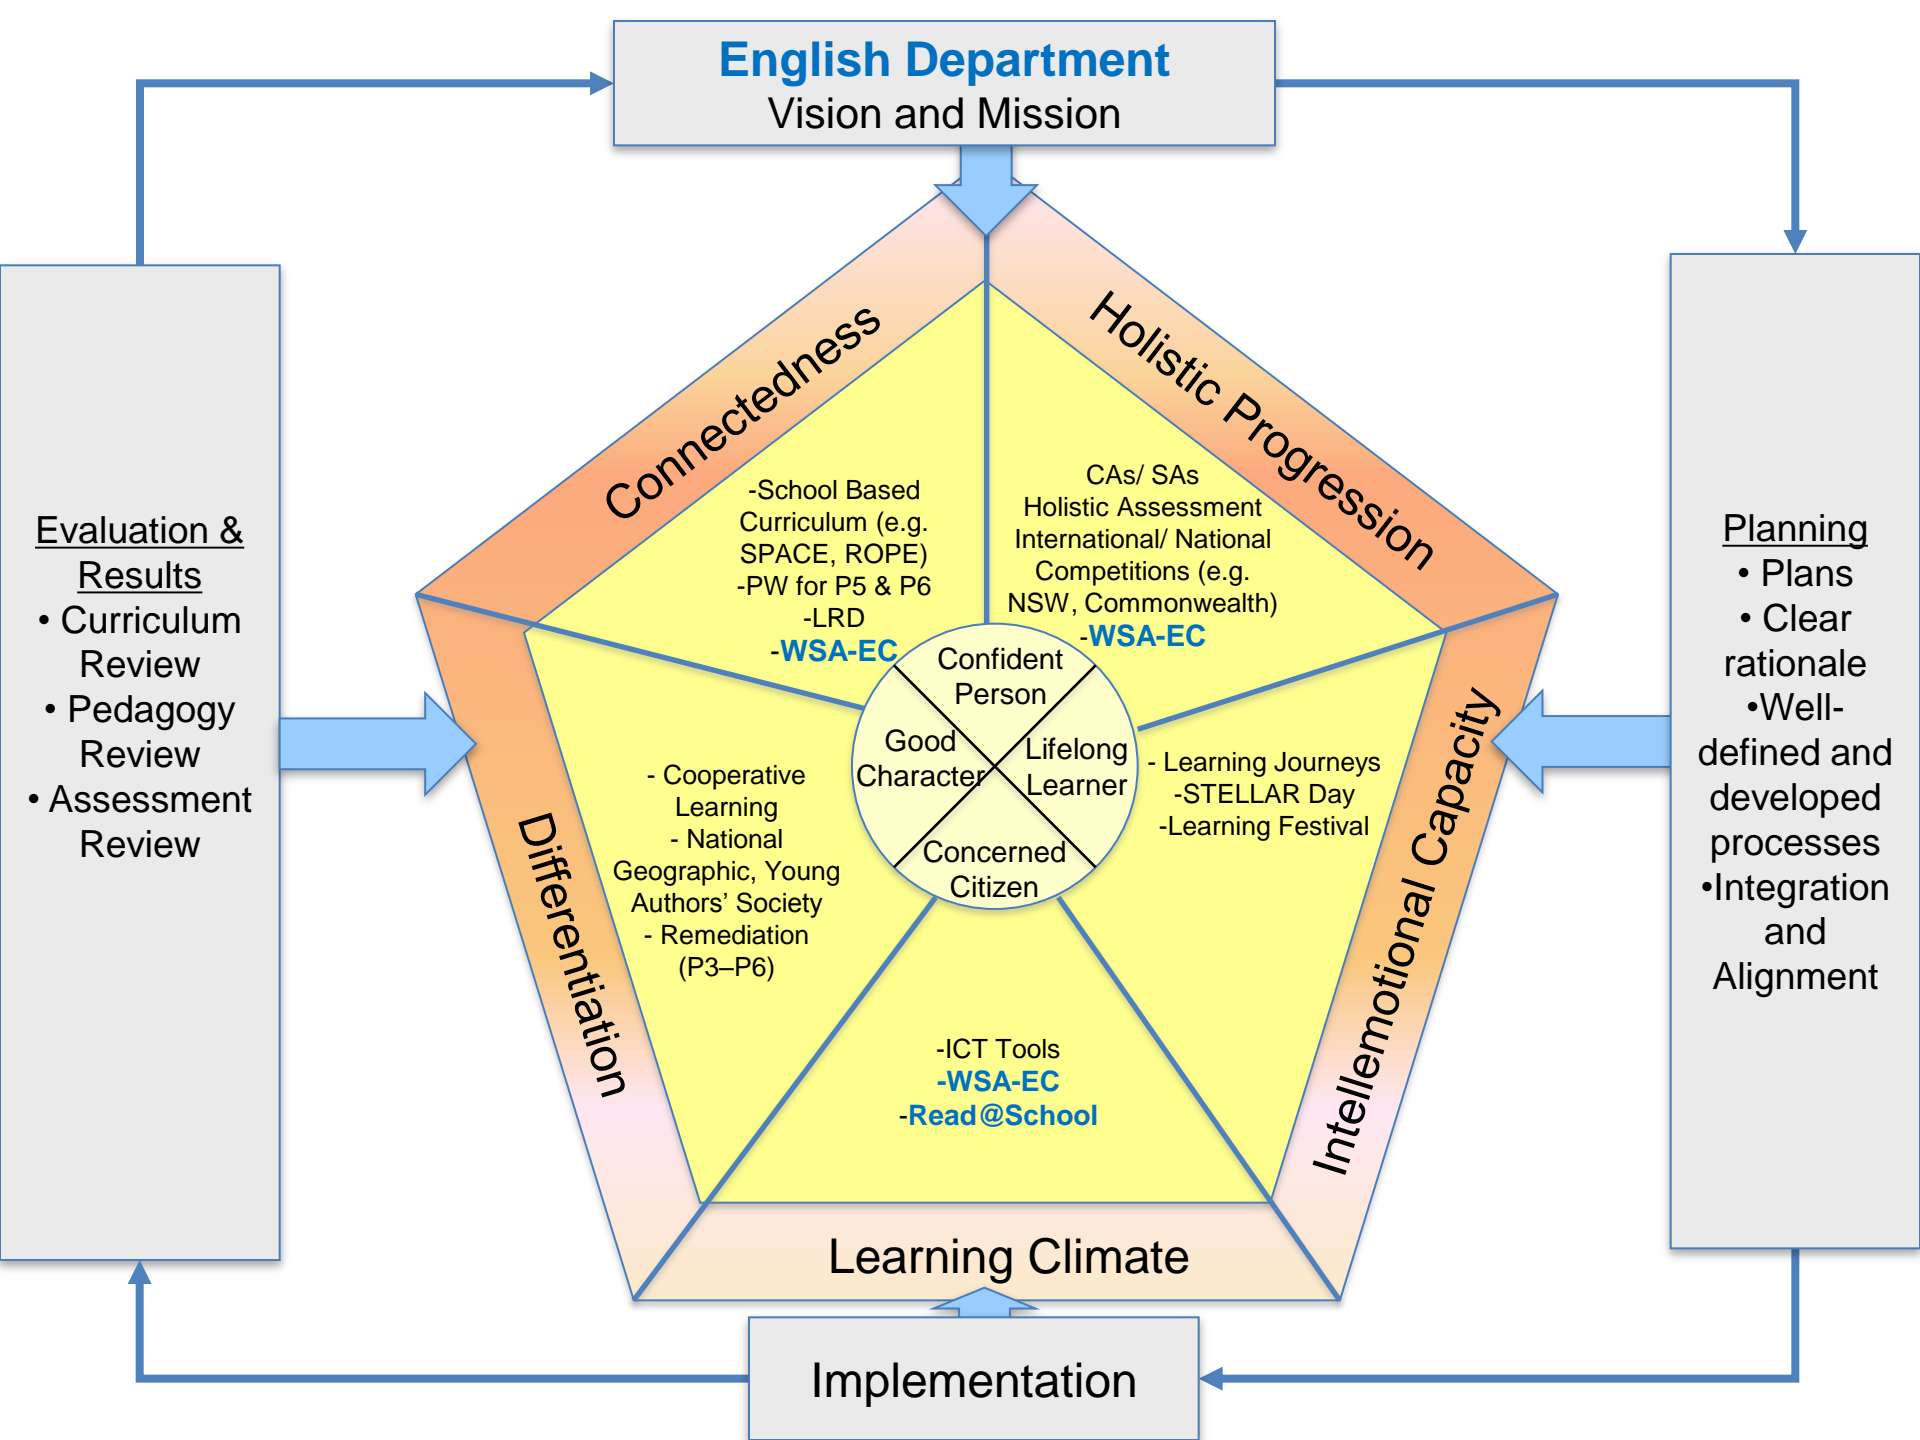 English Department
Vision and Mission
Connectedness
Holistic Progression
-School Based
Curriculum (e.g.
SPACE, ROPE)
-PW for P5 & P6
-LRD
-WSA-EC
CAs/ SAs
Holistic Assessment
International/ National
Competitions (e.g.
NSW, Commonwealth)
-WSA-EC
Evaluation &
Results
• Curriculum
Review
• Pedagogy
Review
• Assessment
Review
Planning
• Plans
• Clear
rationale
•Well-
defined and
developed
processes
•Integration
and
Alignment
Confident
Person
Good
Character
Lifelong
Learner
Concerned
Citizen
Differentiation
- Cooperative
Learning
- National
Geographic, Young
Authors’ Society
- Remediation
(P3–P6)
- Learning Journeys
-STELLAR Day
-Learning Festival
Intellemotional Capacity
-ICT Tools
-WSA-EC
-Read@School
Learning Climate
Implementation